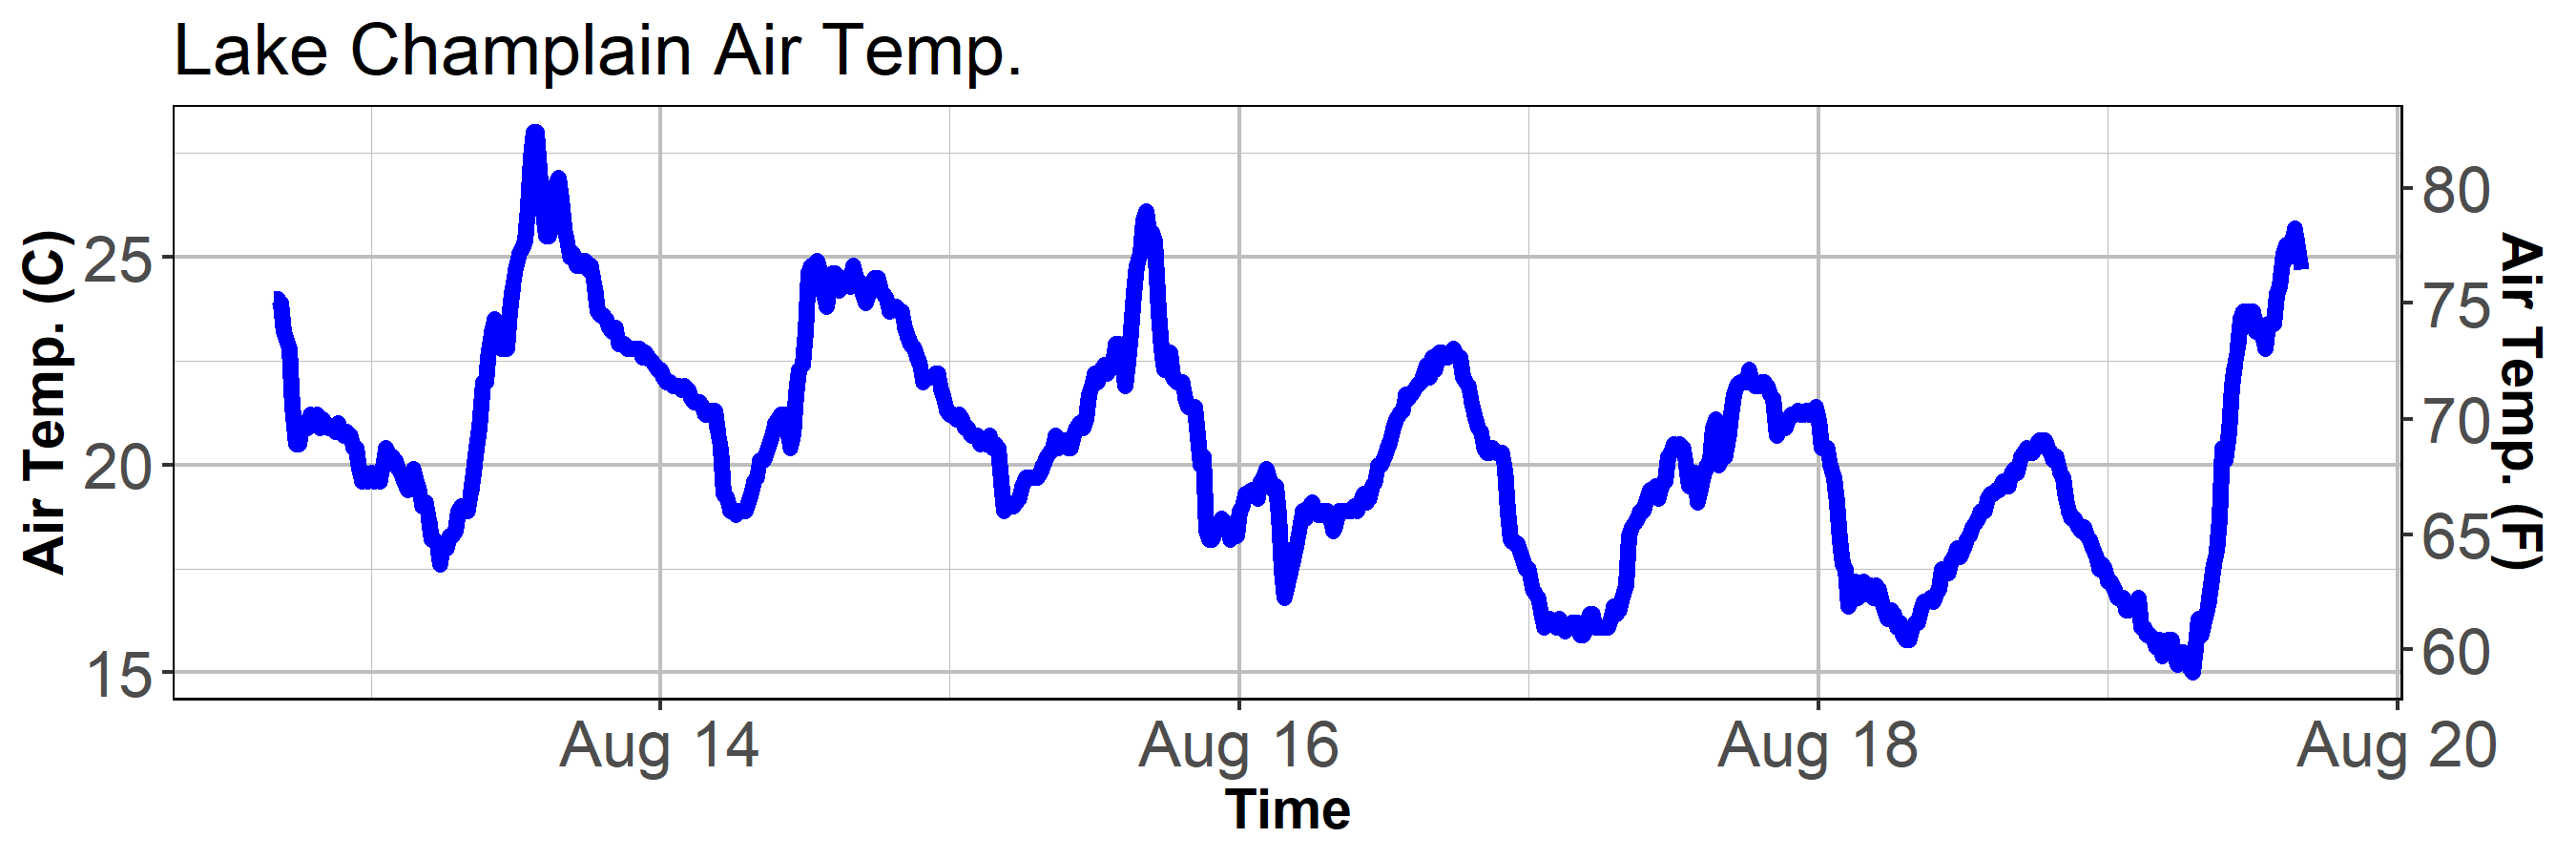 Lake Champlain Air Temp.
Air Temp. (C)
25
20
15
80
75
70
65
60
Air Temp. (F)
Aug 14 Aug 16 Aug 18 Aug 20
Time